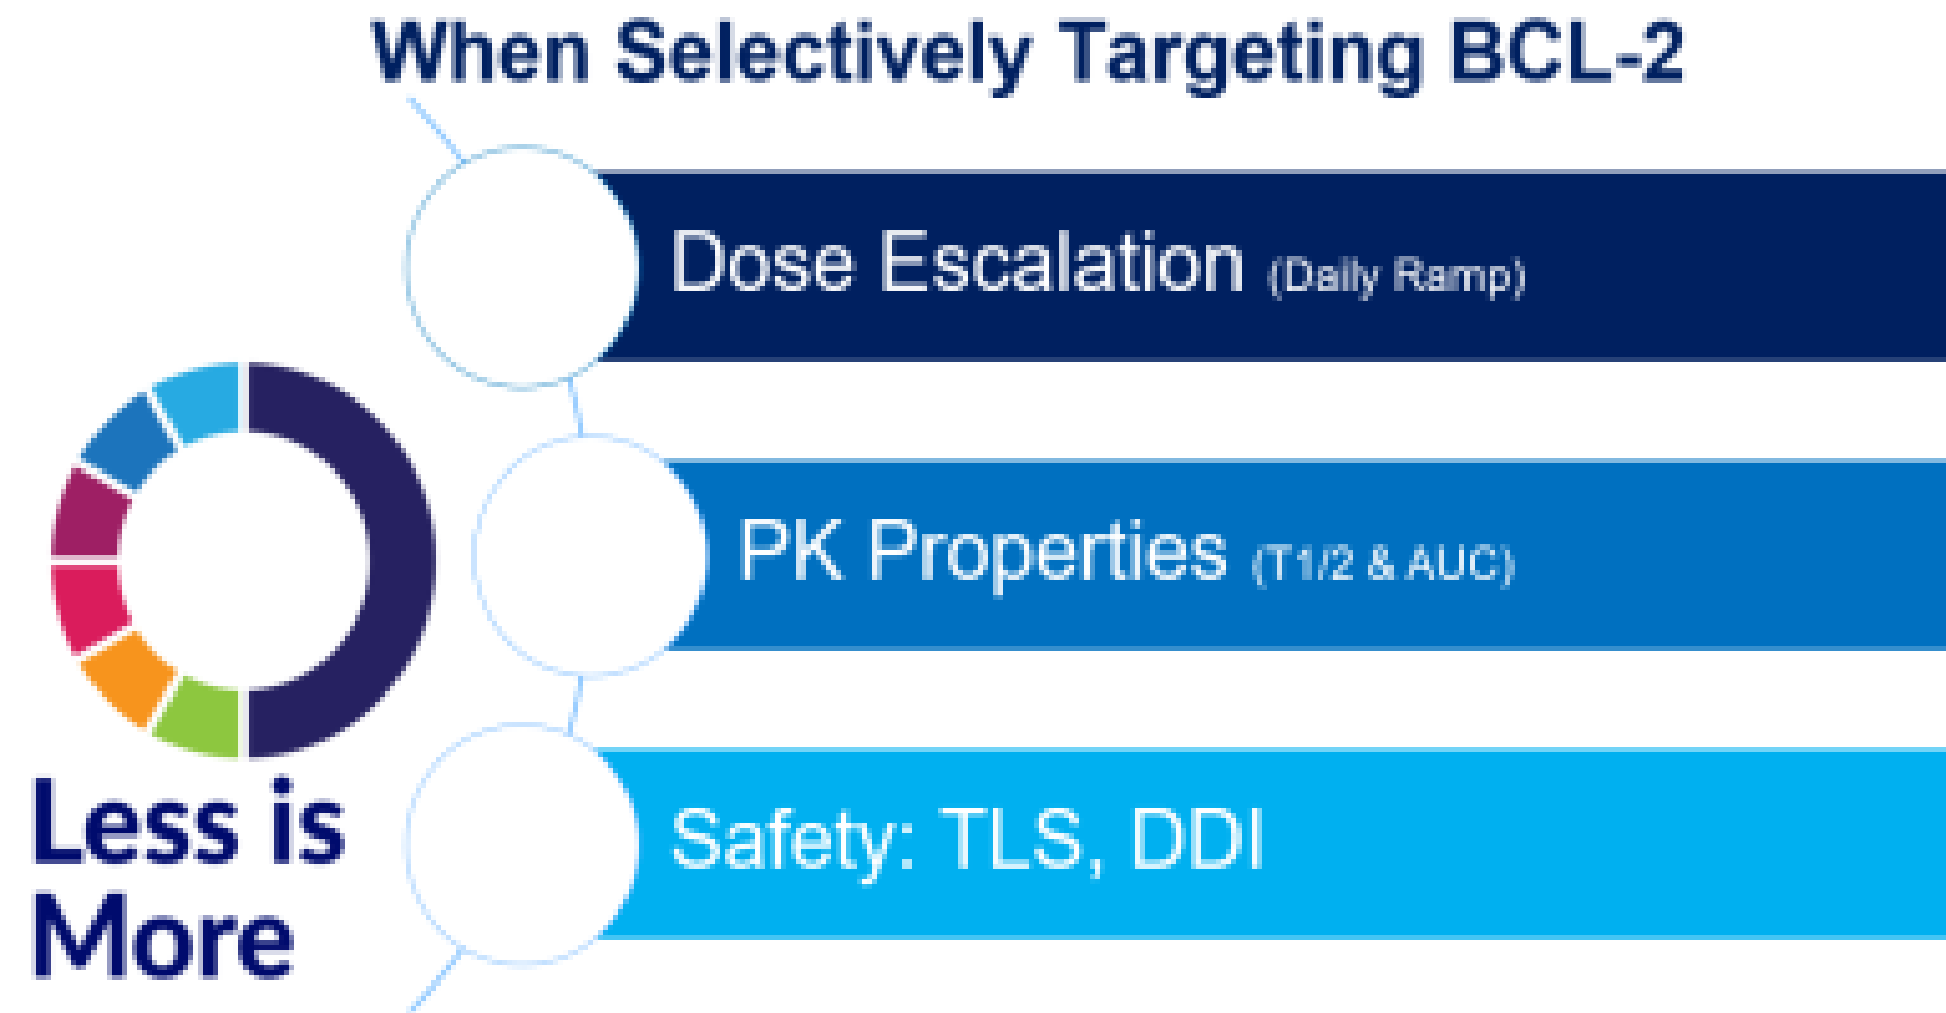 When Selectively Targeting BCL-2
Dose Escalation (Daily Ramp)
PK Properties (T1/2 & AUC)
Safety: TLS, DDI
Less is
More